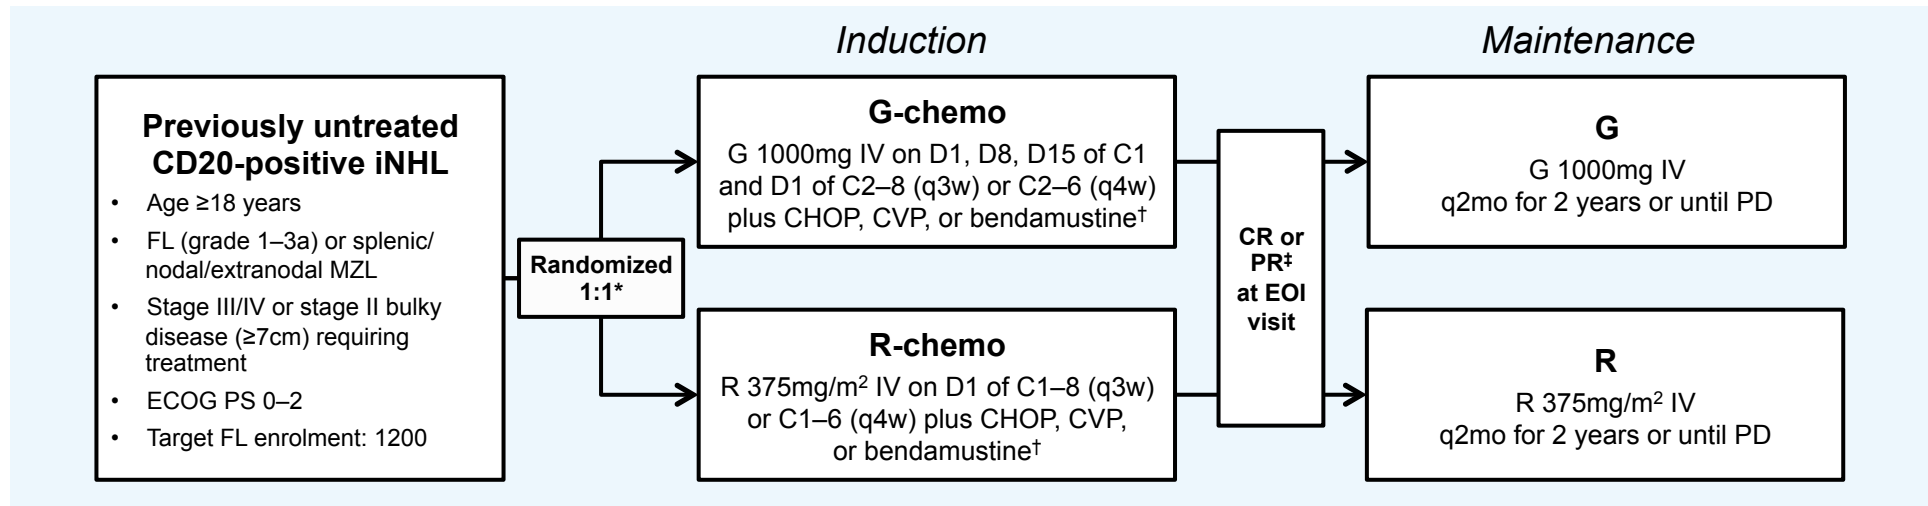 Induction
Maintenance
Previously untreated
CD20-positive iNHL
• Age ≥18 years
• FL (grade 1–3a) or splenic/
nodal/extranodal MZL
• Stage III/IV or stage II bulky
disease (≥7cm) requiring
treatment
• ECOG PS 0–2
• Target FL enrolment: 1200
Randomized
1:1*
G-chemo
G 1000mg IV on D1, D8, D15 of C1
and D1 of C2–8 (q3w) or C2–6 (q4w)
plus CHOP, CVP, or bendamustine†
R-chemo
R 375mg/m² IV on D1 of C1–8 (q3w)
or C1–6 (q4w) plus CHOP, CVP,
or bendamustine†
CR or
PR‡
at EOI
visit
G
G 1000mg IV
q2mo for 2 years or until PD
R
R 375mg/m² IV
q2mo for 2 years or until PD